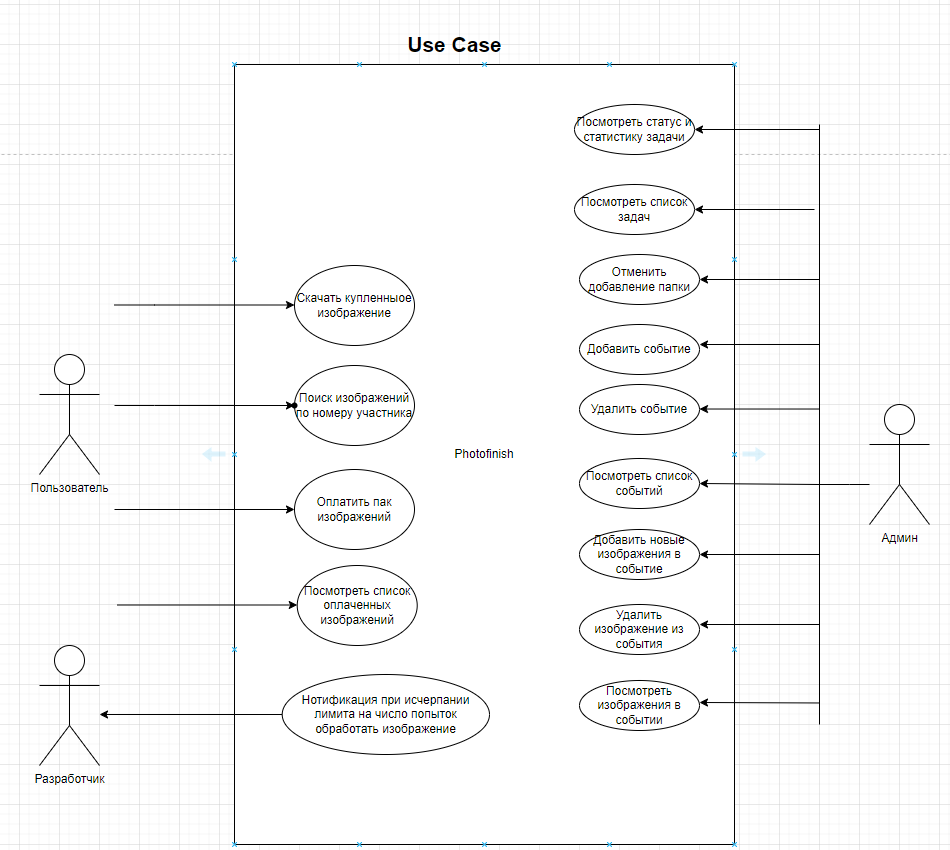 Use Case
Посмотреть статус и
статистику задачи
Посмотреть список
задач
Отменить
добавление папки
Скачать купленныое
изображение
Добавить событие
Поиск изображений
по номеру участника
Удалить событие
Photofinish
Пользователь
Посмотреть список
событий
Оплатить пак
изображений
Админ
Добавить новые
изображения в
событие
Посмотреть список
оплаченных
изображений
Удалить
изображение из
события
Нотификация при исчерпании
лимита на число попыток
обработать изображение
Посмотреть
изображения в
событии
Разработчик